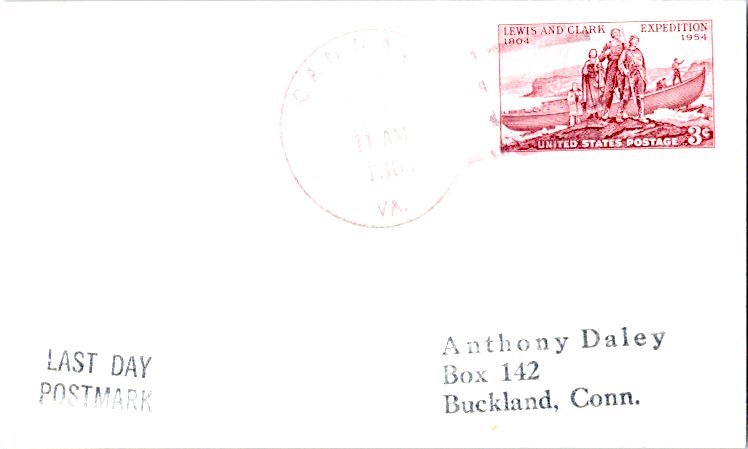 LEWIS AND CLARK EXPEDITION
1804 1954
UNITED STATES POSTAGE 3¢
11 AM
VA.
LAST DAY
POSTMARK
Anthony Daley
Box 142
Buckland, Conn.